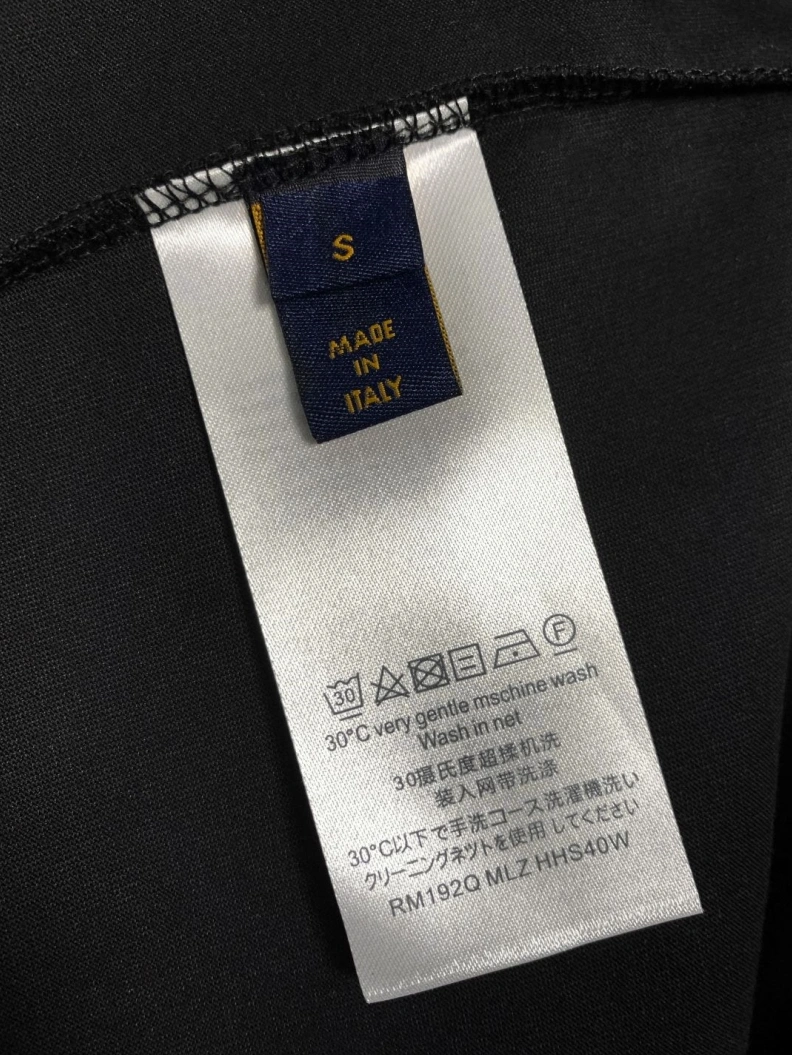 S
MADE
IN
ITALY
30
F
30°C very gentle mschine wash
Wash in net
30摄氏度超揉机洗
装入网带洗涤
30°C以下で手洗コース洗濯機洗い
クリーニングネツトを使用 してください
RM192Q MLZ HHS40W